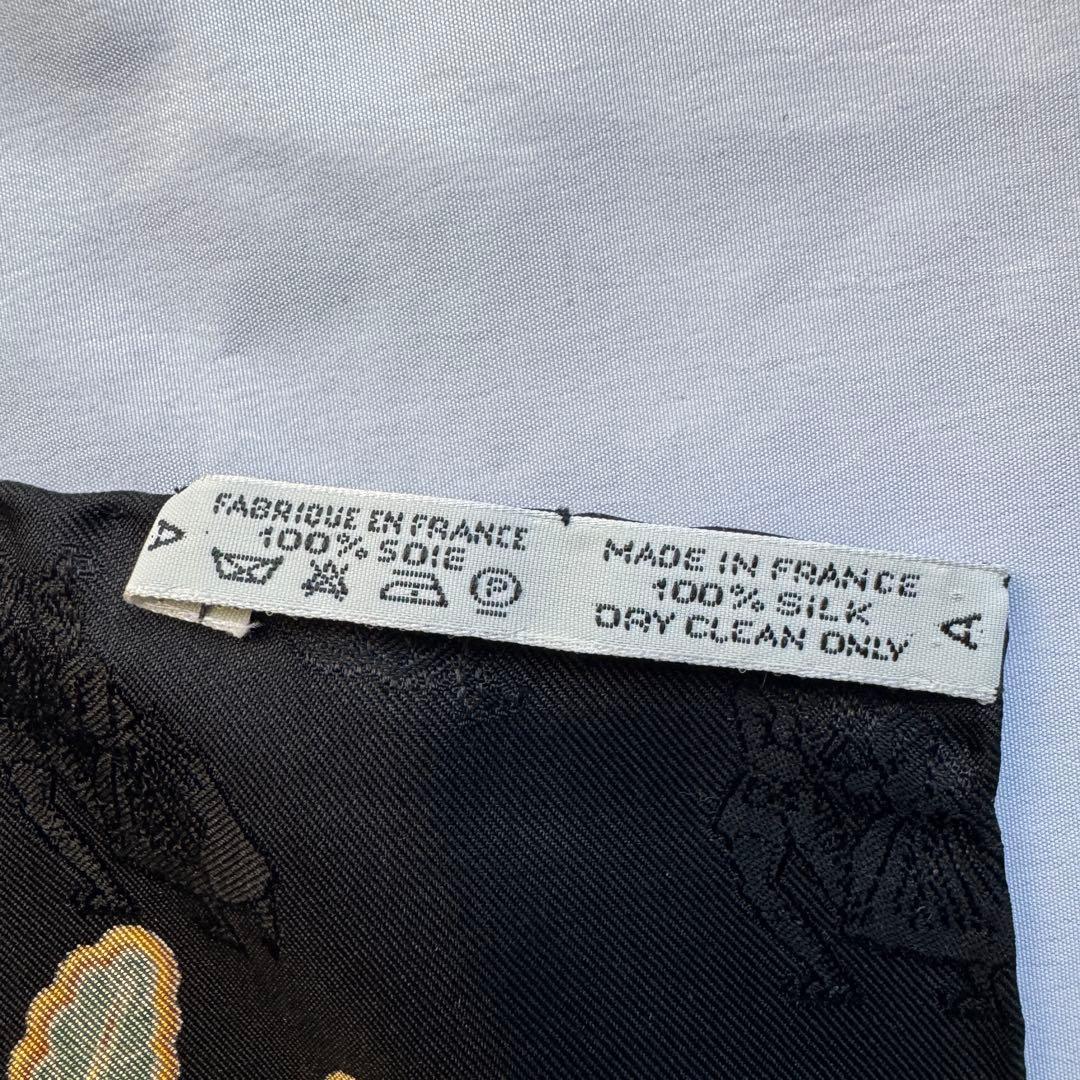 A
FABRIQUE EN FRANCE
100% SOIE
P
MADE IN FRANCE
100% SILK
DRY CLEAN ONLY
A